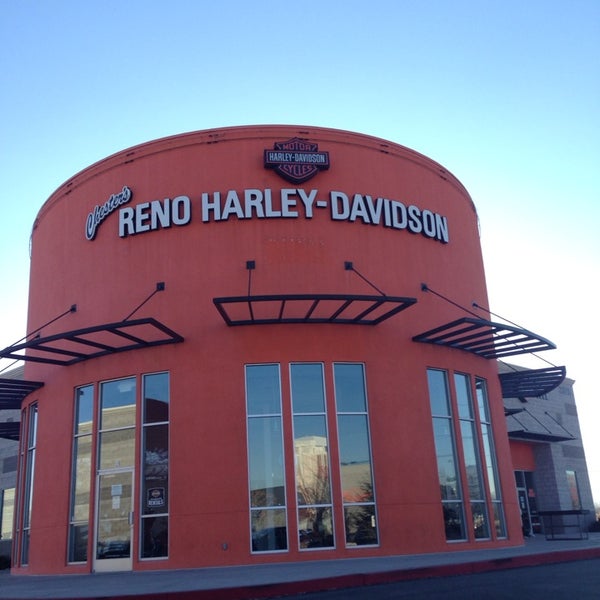 MOTOR
HARLEY-DAVIDSON
CYCLES
Chester's RENO HARLEY-DAVIDSON